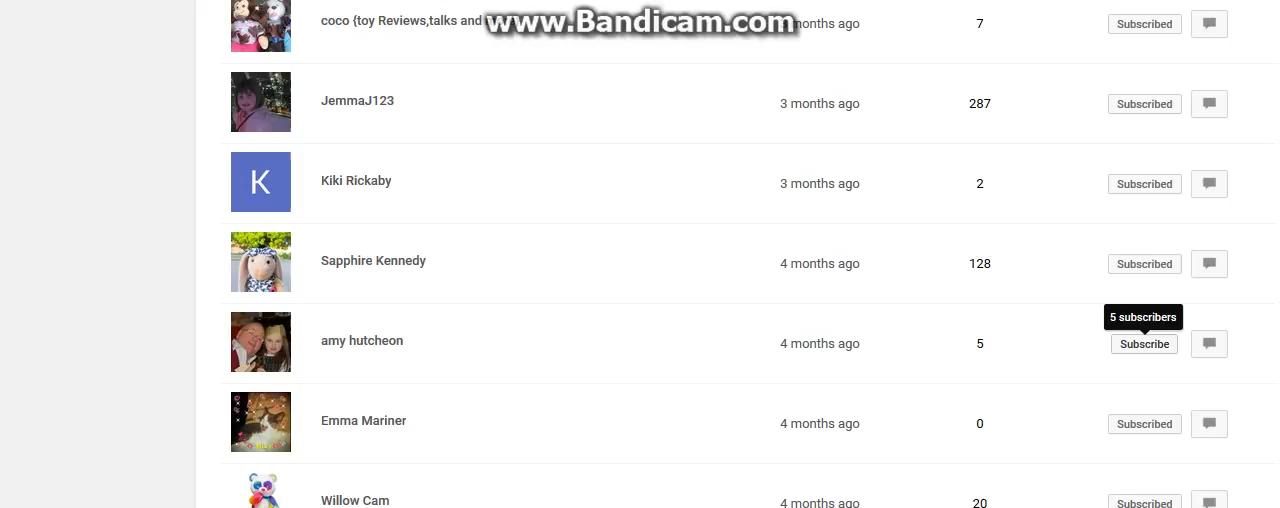 www.Bandicam.com
coco {toy Reviews,talks and
months ago
7
Subscribed
JemmaJ123
3 months ago
287
Subscribed
K
Kiki Rickaby
3 months ago
2
Subscribed
Sapphire Kennedy
4 months ago
128
Subscribed
5 subscribers
amy hutcheon
4 months ago
5
Subscribe
Emma Mariner
4 months ago
0
Subscribed
Willow Cam
4 months ago
20
Subscribed